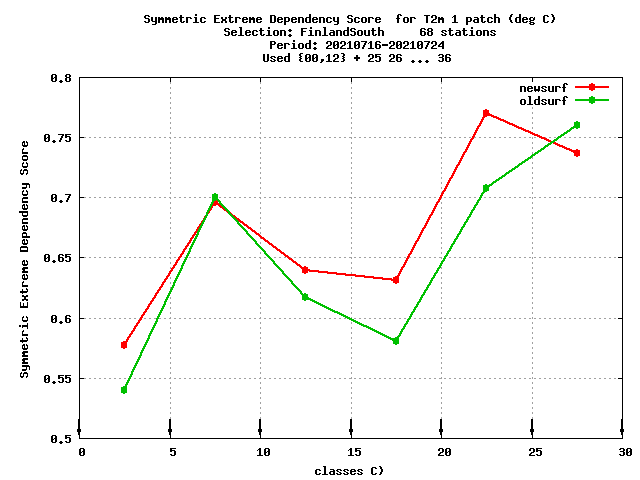 Symmetric Extreme Dependency Score  for T2m 1 patch (deg C)
Selection: FinlandSouth     68 stations
Period: 20210716-20210724
Used {00,12} + 25 26 ... 36
newsurf
oldsurf
Symmetric Extreme Dependency Score
0.8
0.75
0.7
0.65
0.6
0.55
0.5
0 5 10 15 20 25 30
classes C)